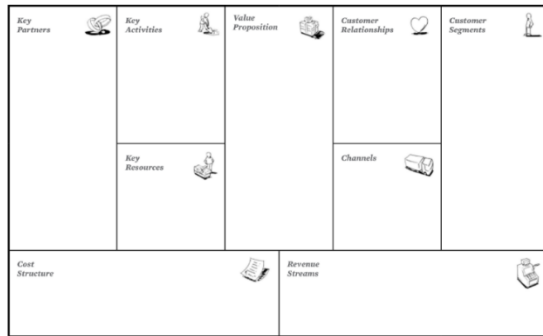 Key
Partners
Key
Activities
Value
Proposition
Customer
Relationships
Customer
Segments
Key
Resources
Channels
Cost
Structure
Revenue
Streams